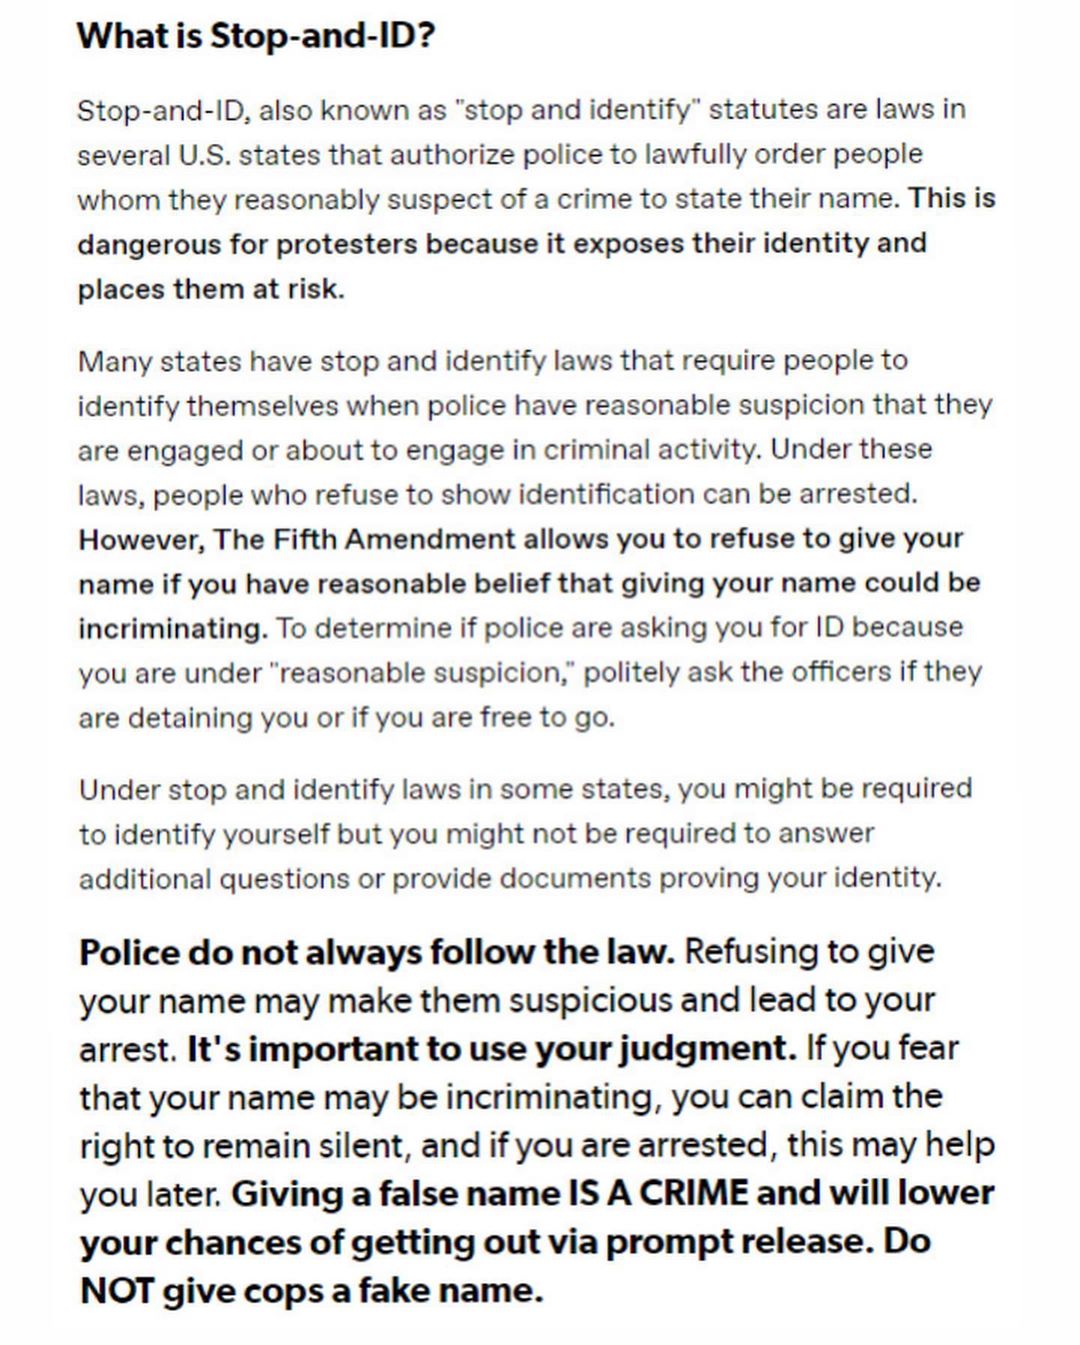 What is Stop-and-ID?
Stop-and-ID, also known as "stop and identify" statutes are laws in
several U.S. states that authorize police to lawfully order people
whom they reasonably suspect of a crime to state their name. This is
dangerous for protesters because it exposes their identity and
places them at risk.
Many states have stop and identify laws that require people to
identify themselves when police have reasonable suspicion that they
are engaged or about to engage in criminal activity. Under these
laws, people who refuse to show identification can be arrested.
However, The Fifth Amendment allows you to refuse to give your
name if you have reasonable belief that giving your name could be
incriminating. To determine if police are asking you for ID because
you are under "reasonable suspicion," politely ask the officers if they
are detaining you or if you are free to go.
Under stop and identify laws in some states, you might be required
to identify yourself but you might not be required to answer
additional questions or provide documents proving your identity.
Police do not always follow the law. Refusing to give
your name may make them suspicious and lead to your
arrest. It's important to use your judgment. If you fear
that your name may be incriminating, you can claim the
right to remain silent, and if you are arrested, this may help
you later. Giving a false name IS A CRIME and will lower
your chances of getting out via prompt release. Do
NOT give cops a fake name.